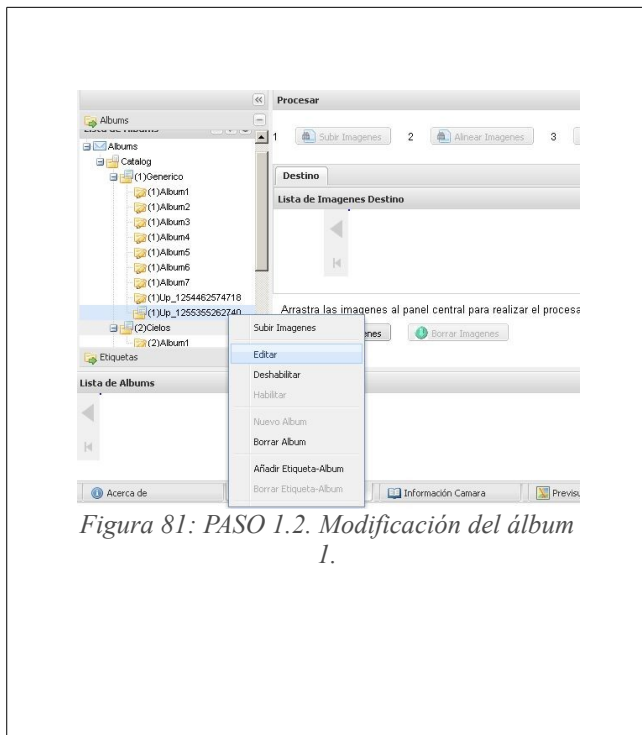 Procesar
Albums
Lista de Albums
1 Subir Imagenes 2 Alinear Imagenes 3
Albums
Catalog
(1)Generico
(1)Album1
(1)Album2
(1)Album3
(1)Album4
(1)Album5
(1)Album6
(1)Album7
(1)Up_1254462574718
(1)Up_1255355262740
(2)Cielos
(2)Album1
Etiquetas
Destino
Lista de Imagenes Destino
Arrastra las imagenes al panel central para realizar el procesa
Borrar Imagenes
Subir Imagenes
Editar
Deshabilitar
Habilitar
Nuevo Album
Borrar Album
Añadir Etiqueta-Album
Borrar Etiqueta-Album
Lista de Albums
Acerca de
Información Camara
Previsu
Figura 81: PASO 1.2. Modificación del álbum
1.